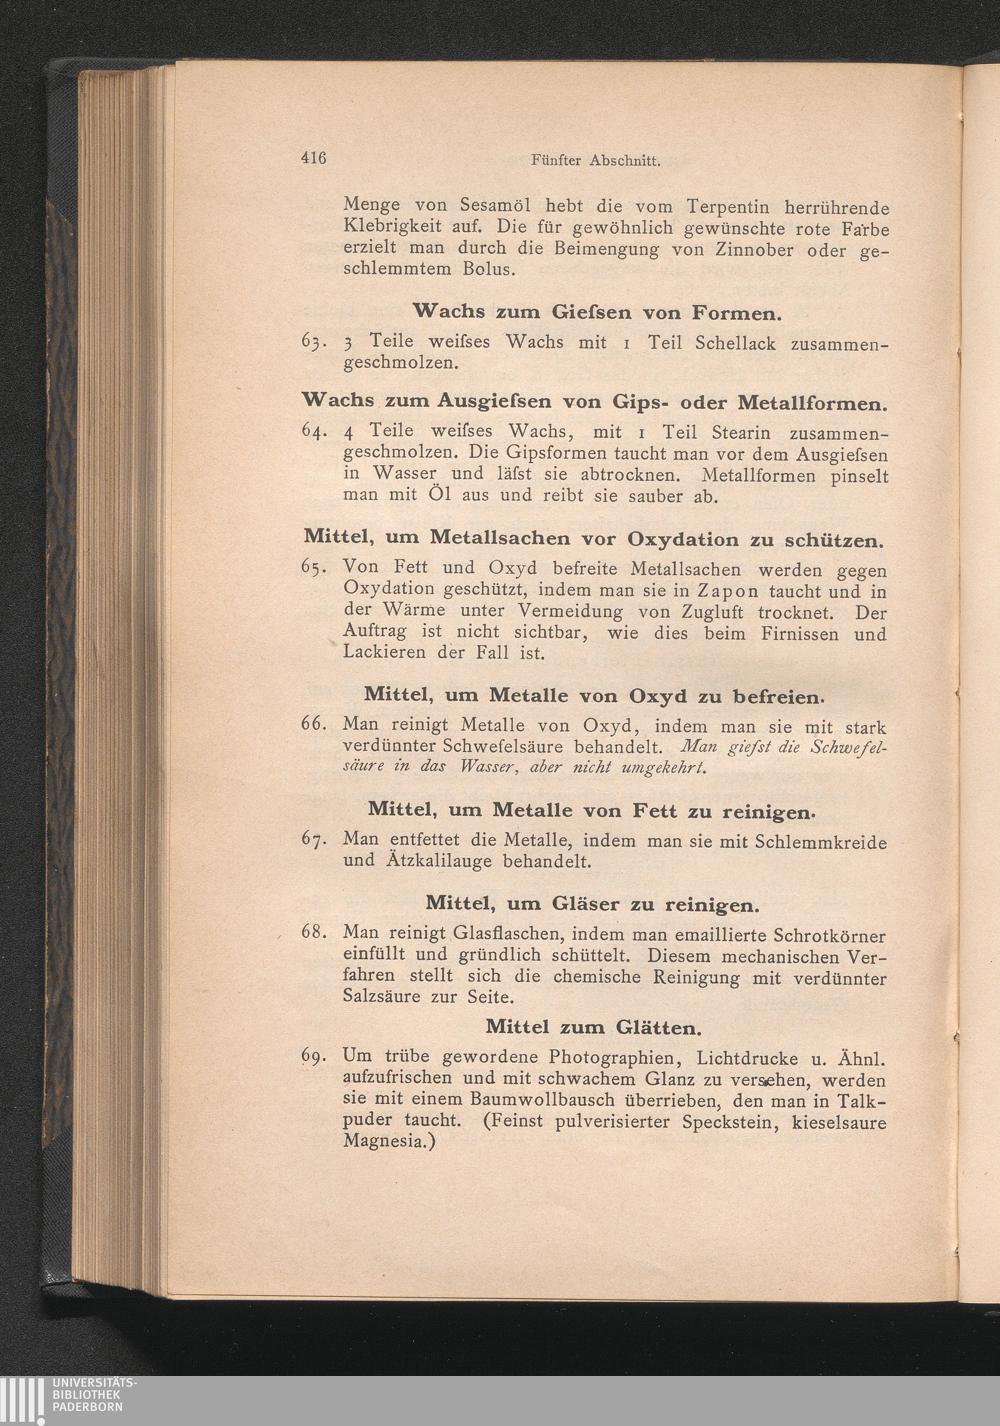 416
Fünfter Abschnitt.
Menge von Sesamöl hebt die vom Terpentin herrührende
Klebrigkeit auf. Die für gewöhnlich gewünschte rote Farbe
erzielt man durch die Beimengung von Zinnober oder ge-
schlemmtem Bolus.
Wachs zum Gieſsen von Formen.
63. 3 Teile weiſses Wachs mit 1 Teil Schellack zusammen-
geschmolzen.
Wachs zum Ausgieſsen von Gips- oder Metallformen.
64. 4 Teile weiſses Wachs, mit 1 Teil Stearin zusammen-
geschmolzen. Die Gipsformen taucht man vor dem Ausgieſsen
in Wasser und läſst sie abtrocknen. Metallformen pinselt
man mit Öl aus und reibt sie sauber ab.
Mittel, um Metallsachen vor Oxydation zu schützen.
65. Von Fett und Oxyd befreite Metallsachen werden gegen
Oxydation geschützt, indem man sie in Zapon taucht und in
der Wärme unter Vermeidung von Zugluft trocknet. Der
Auftrag ist nicht sichtbar, wie dies beim Firnissen und
Lackieren der Fall ist.
Mittel, um Metalle von Oxyd zu befreien.
66. Man reinigt Metalle von Oxyd, indem man sie mit stark
verdünnter Schwefelsäure behandelt. Man gieſst die Schwefel-
säure in das Wasser, aber nicht umgekehrt.
Mittel, um Metalle von Fett zu reinigen.
67. Man entfettet die Metalle, indem man sie mit Schlemmkreide
und Ätzkalilauge behandelt.
Mittel, um Gläser zu reinigen.
68. Man reinigt Glasflaschen, indem man emaillierte Schrotkörner
einfüllt und gründlich schüttelt. Diesem mechanischen Ver-
fahren stellt sich die chemische Reinigung mit verdünnter
Salzsäure zur Seite.
Mittel zum Glätten.
69. Um trübe gewordene Photographien, Lichtdrucke u. Ähnl.
aufzufrischen und mit schwachem Glanz zu versehen, werden
sie mit einem Baumwollbausch überrieben, den man in Talk-
puder taucht. (Feinst pulverisierter Speckstein, kieselsaure
Magnesia.)
UNIVERSITÄTS-
BIBLIOTHEK
PADERBORN